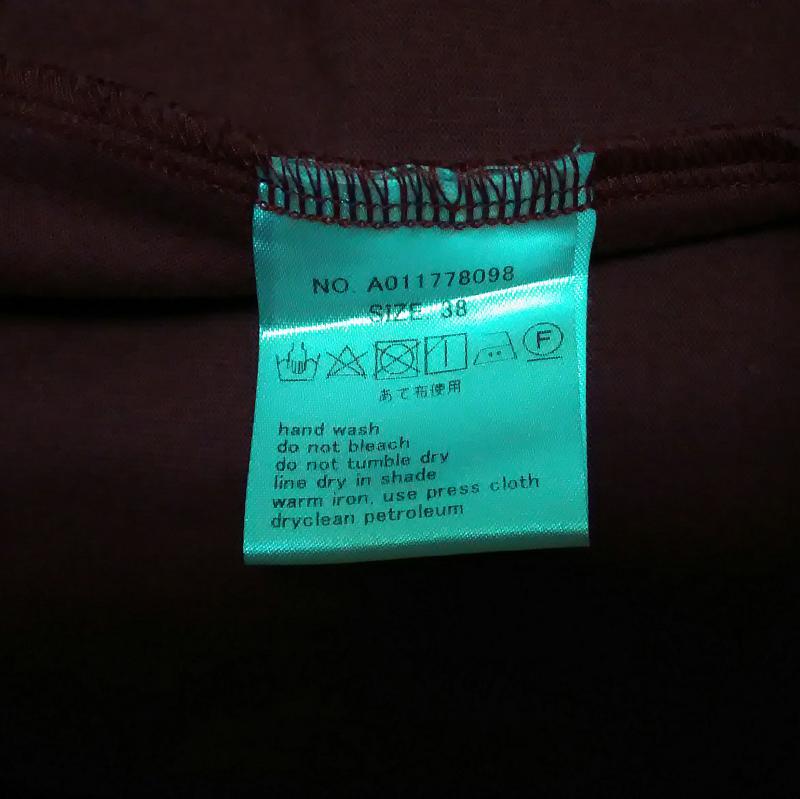 NO. A011778098
SIZE 38
F
あて布使用
hand wash
do not bleach
do not tumble dry
line dry in shade
warm iron, use press cloth
dryclean petroleum